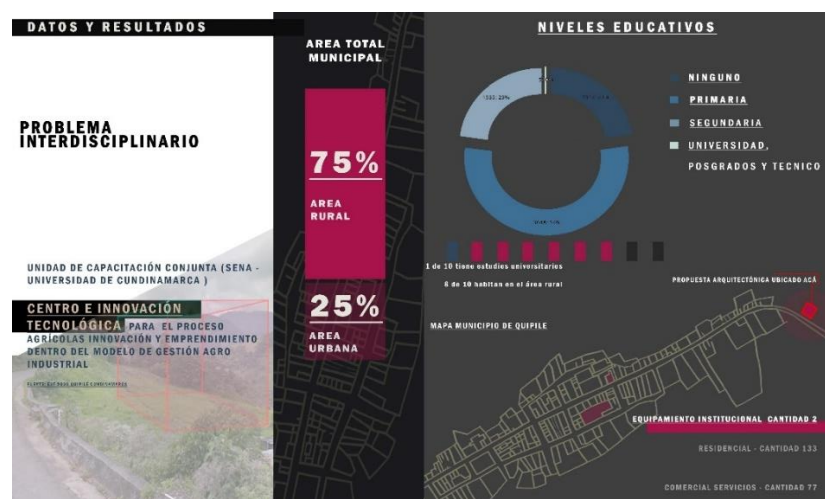 DATOS Y RESULTADOS
PROBLEMA
INTERDISCIPLINARIO
UNIDAD DE CAPACITACIÓN CONJUNTA (SENA -
UNIVERSIDAD DE CUNDINAMARCA )
CENTRO E INNOVACIÓN
TECNOLÓGICA PARA EL PROCESO
AGRÍCOLAS INNOVACIÓN Y EMPRENDIMIENTO
DENTRO DEL MODELO DE GESTIÓN AGRO
INDUSTRIAL
AREA TOTAL
MUNICIPAL
75%
AREA
RURAL
25%
AREA
URBANA
NIVELES EDUCATIVOS
NINGUNO
PRIMARIA
SEGUNDARIA
UNIVERSIDAD,
POSGRADOS Y TECNICO
1 de 10 tiene estudios universitarios
6 de 10 habitan en el área rural
PROPUESTA ARQUITECTÓNICA UBICADO ACÁ
MAPA MUNICIPIO DE QUIPILE
EQUIPAMIENTO INSTITUCIONAL CANTIDAD 2
RESIDENCIAL - CANTIDAD 133
COMERCIAL SERVICIOS - CANTIDAD 77